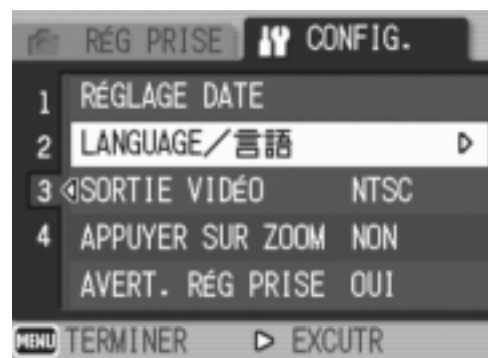 RÉG PRISE CONFIG.
1 RÉGLAGE DATE
2 LANGUAGE/言語
3 SORTIE VIDÉO NTSC
4 APPUYER SUR ZOOM NON
AVERT. RÉG PRISE OUI
MENU TERMINER EXCUTR